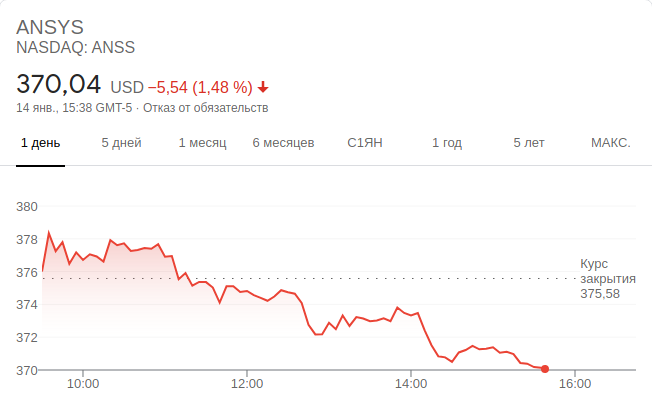 ANSYS
NASDAQ: ANSS
370,04 USD −5,54 (1,48 %)
14 янв., 15:38 GMT-5 · Отказ от обязательств
1 день 5 дней 1 месяц 6 месяцев С1ЯН 1 год 5 лет МАКС.
380
378
376
374
372
370
Курс
закрытия
375,58
10:00 12:00 14:00 16:00